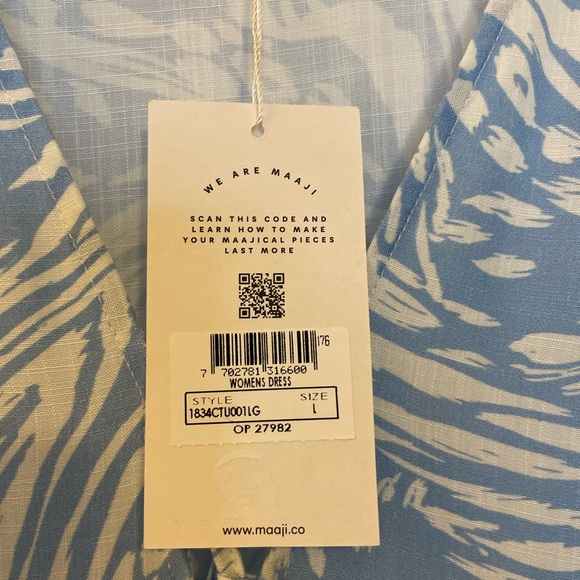 WE ARE MAAJI
SCAN THIS CODE AND
LEARN HOW TO MAKE
YOUR MAAJICAL PIECES
LAST MORE
176
7 702781 316600
WOMENS DRESS
STYLE SIZE
1834CTU001LG L
OP 27982
www.maaji.co